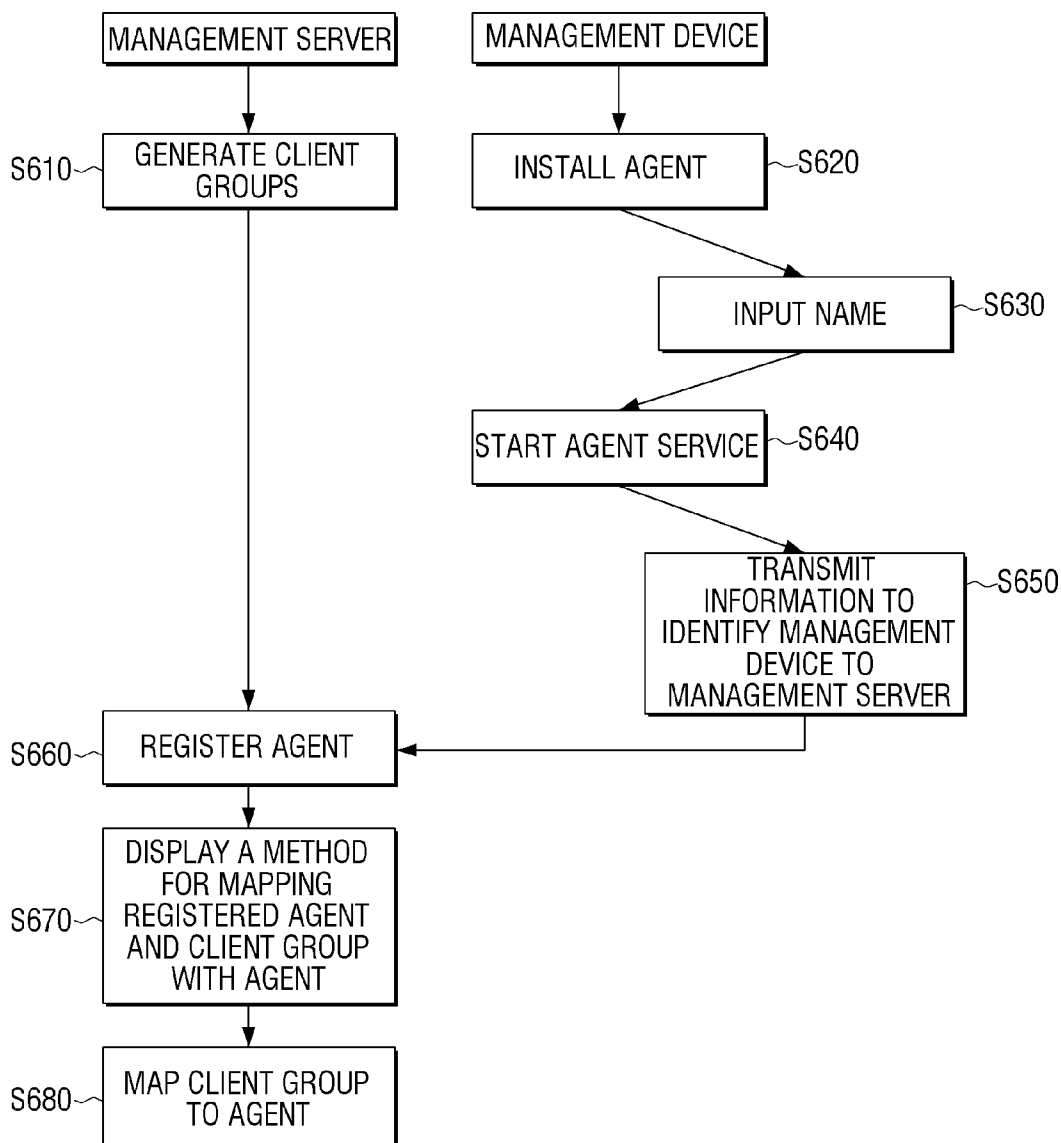 MANAGEMENT SERVER
MANAGEMENT DEVICE
S610
GENERATE CLIENT
GROUPS
INSTALL AGENT
S620
INPUT NAME
S630
START AGENT SERVICE
S640
TRANSMIT
INFORMATION TO
IDENTIFY MANAGEMENT
DEVICE TO
MANAGEMENT SERVER
S650
S660
REGISTER AGENT
S670
DISPLAY A METHOD
FOR MAPPING
REGISTERED AGENT
AND CLIENT GROUP
WITH AGENT
S680
MAP CLIENT GROUP
TO AGENT